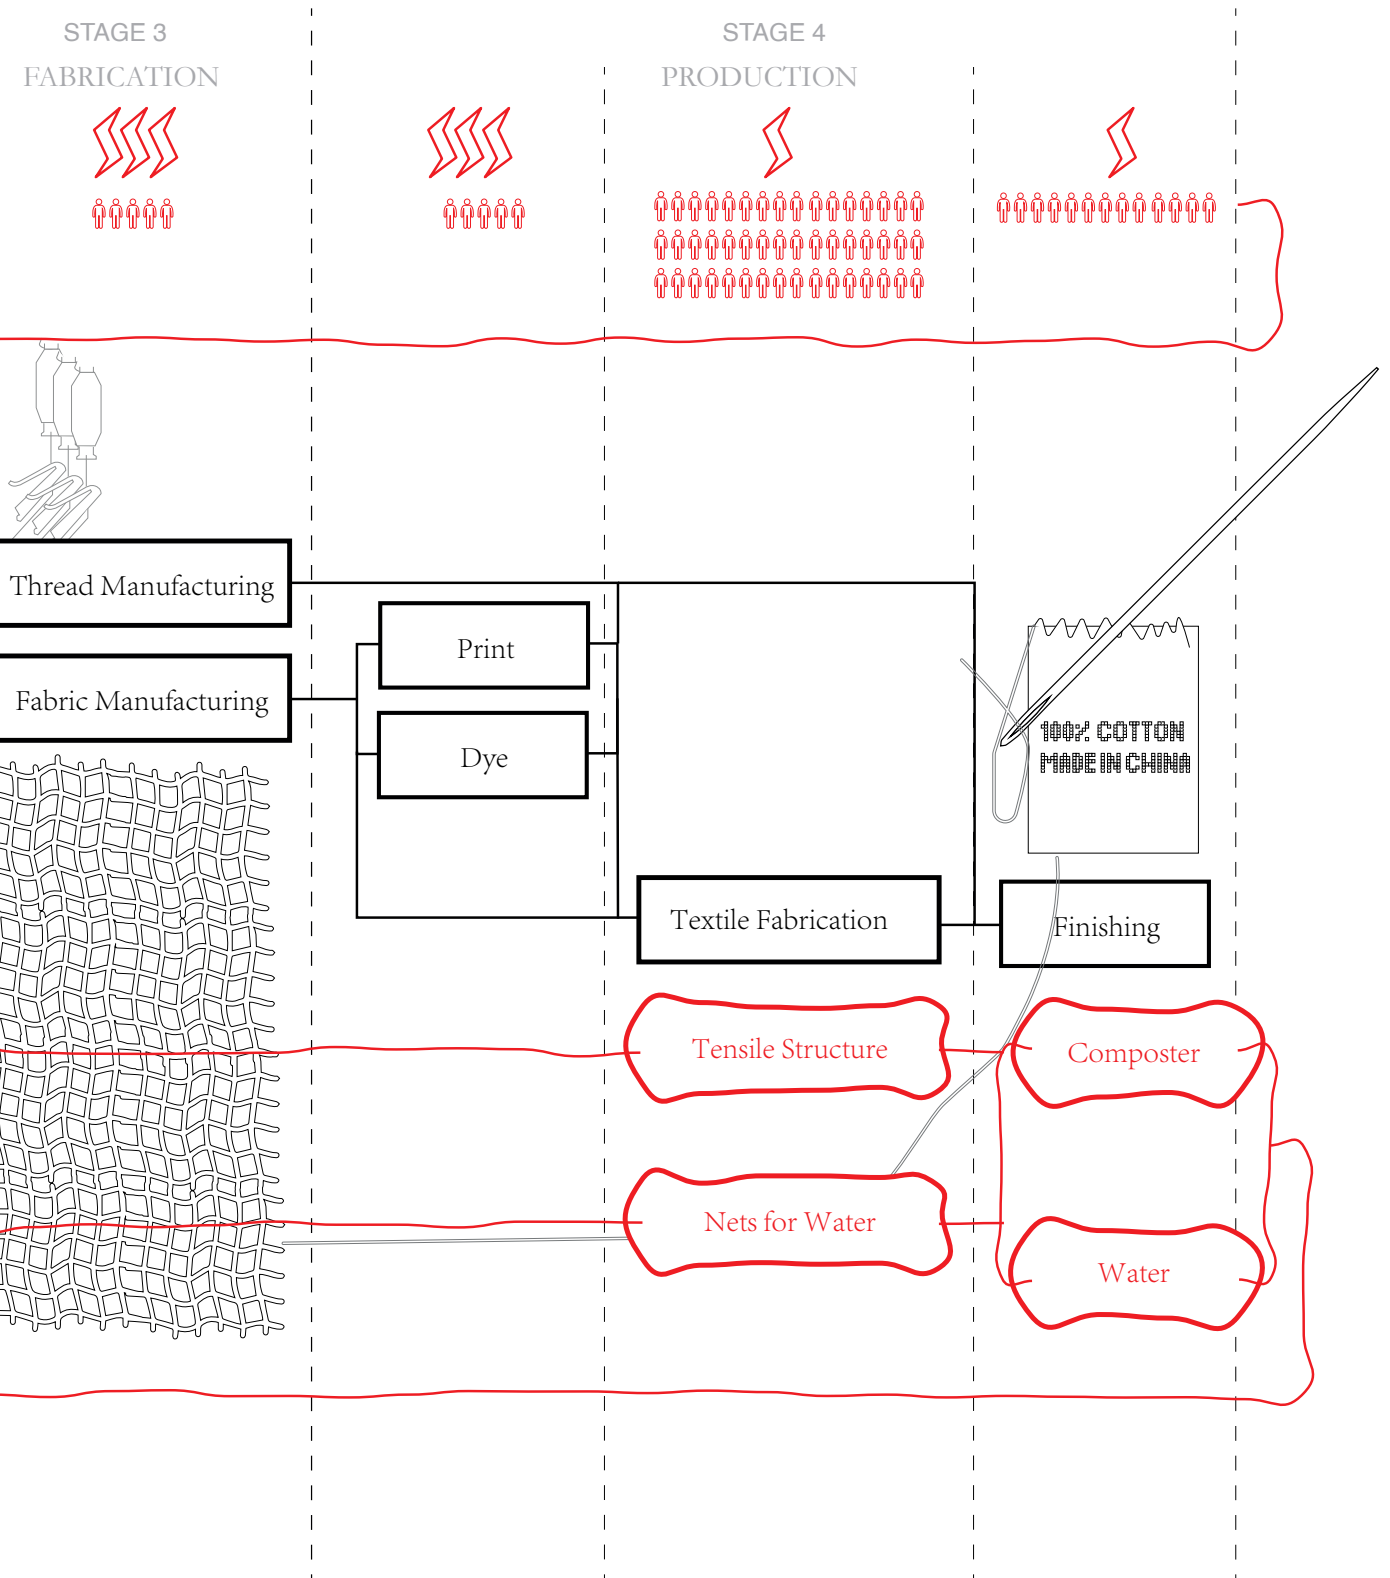 STAGE 3
FABRICATION
STAGE 4
PRODUCTION
Thread Manufacturing
Fabric Manufacturing
Print
Dye
100% COTTON
MADE IN CHINA
Textile Fabrication
Finishing
Tensile Structure
Composter
Nets for Water
Water